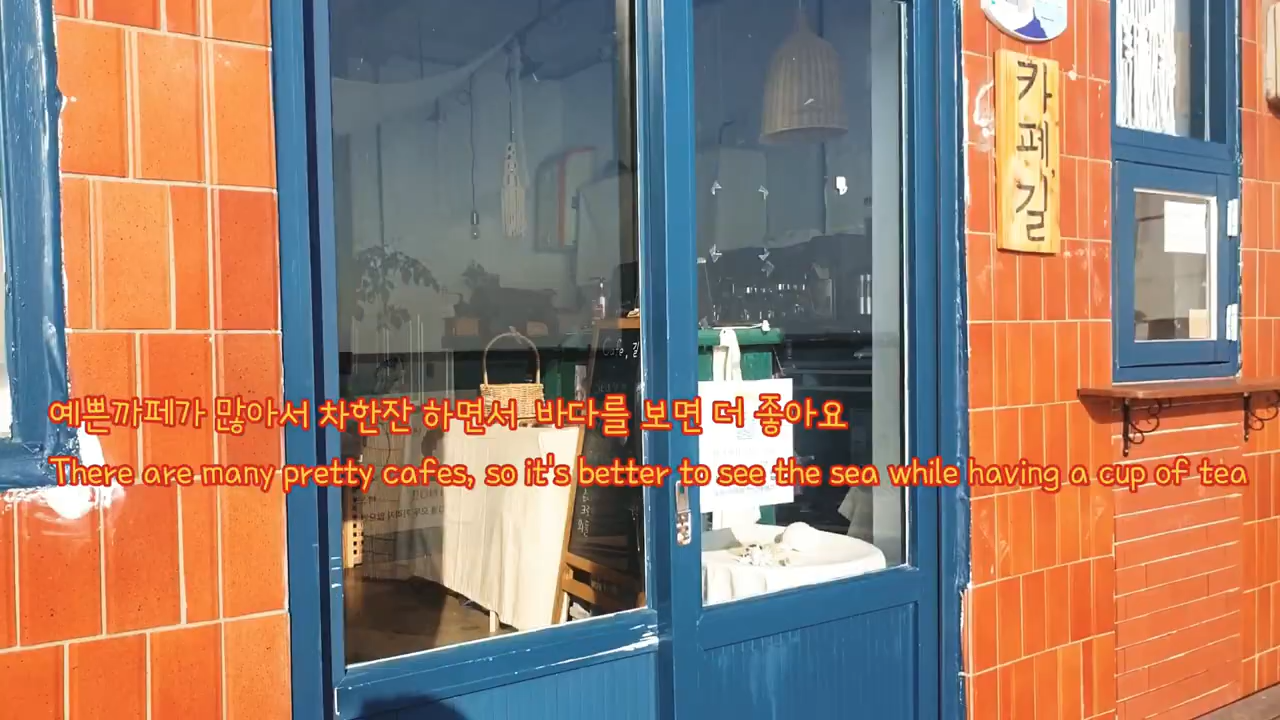 카페길
Cafe, 길
예쁜까페가 많아서 차한잔 하면서 바다를 보면 더 좋아요
There are many pretty cafes, so it's better to see the sea while having a cup of tea